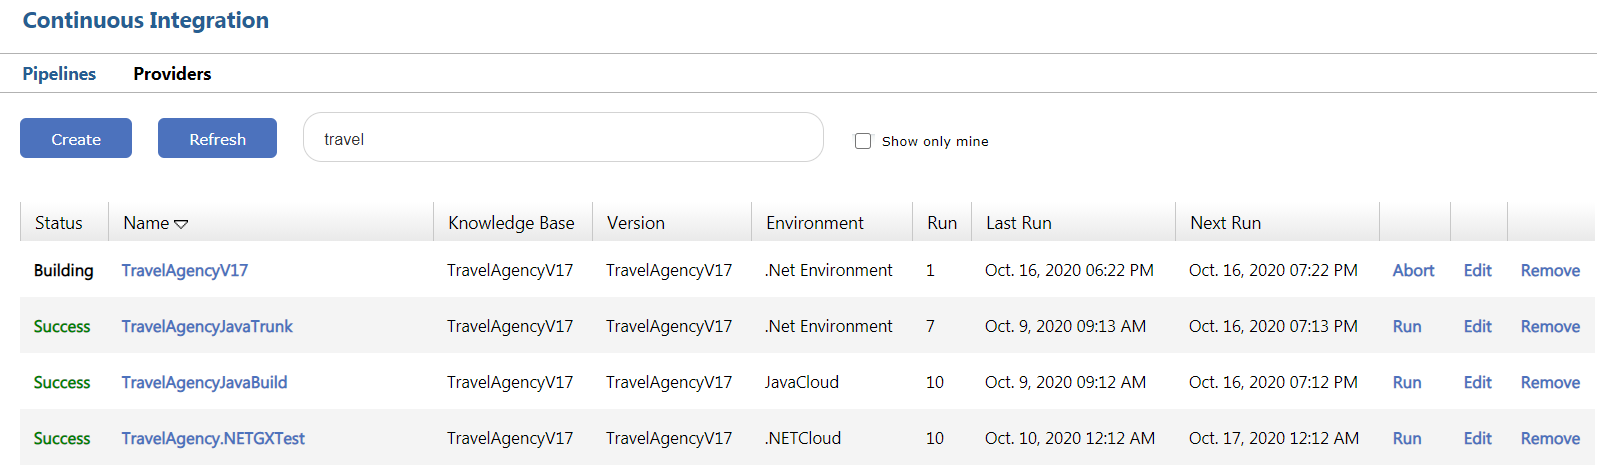 Continuous Integration
Pipelines Providers
Create Refresh travel Show only mine
Status Name Knowledge Base Version Environment Run Last Run Next Run
Building TravelAgencyV17 TravelAgencyV17 TravelAgencyV17 .Net Environment 1 Oct. 16, 2020 06:22 PM Oct. 16, 2020 07:22 PM Abort Edit Remove
Success TravelAgencyJavaTrunk TravelAgencyV17 TravelAgencyV17 .Net Environment 7 Oct. 9, 2020 09:13 AM Oct. 16, 2020 07:13 PM Run Edit Remove
Success TravelAgencyJavaBuild TravelAgencyV17 TravelAgencyV17 JavaCloud 10 Oct. 9, 2020 09:12 AM Oct. 16, 2020 07:12 PM Run Edit Remove
Success TravelAgency.NETGXTest TravelAgencyV17 TravelAgencyV17 .NETCloud 10 Oct. 10, 2020 12:12 AM Oct. 17, 2020 12:12 AM Run Edit Remove